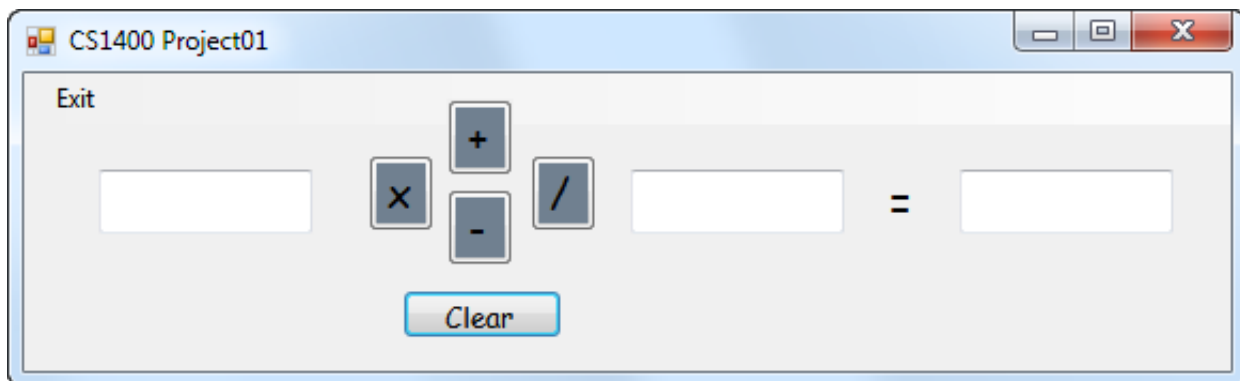 CS1400 Project01
Exit
+
x / =
-
Clear